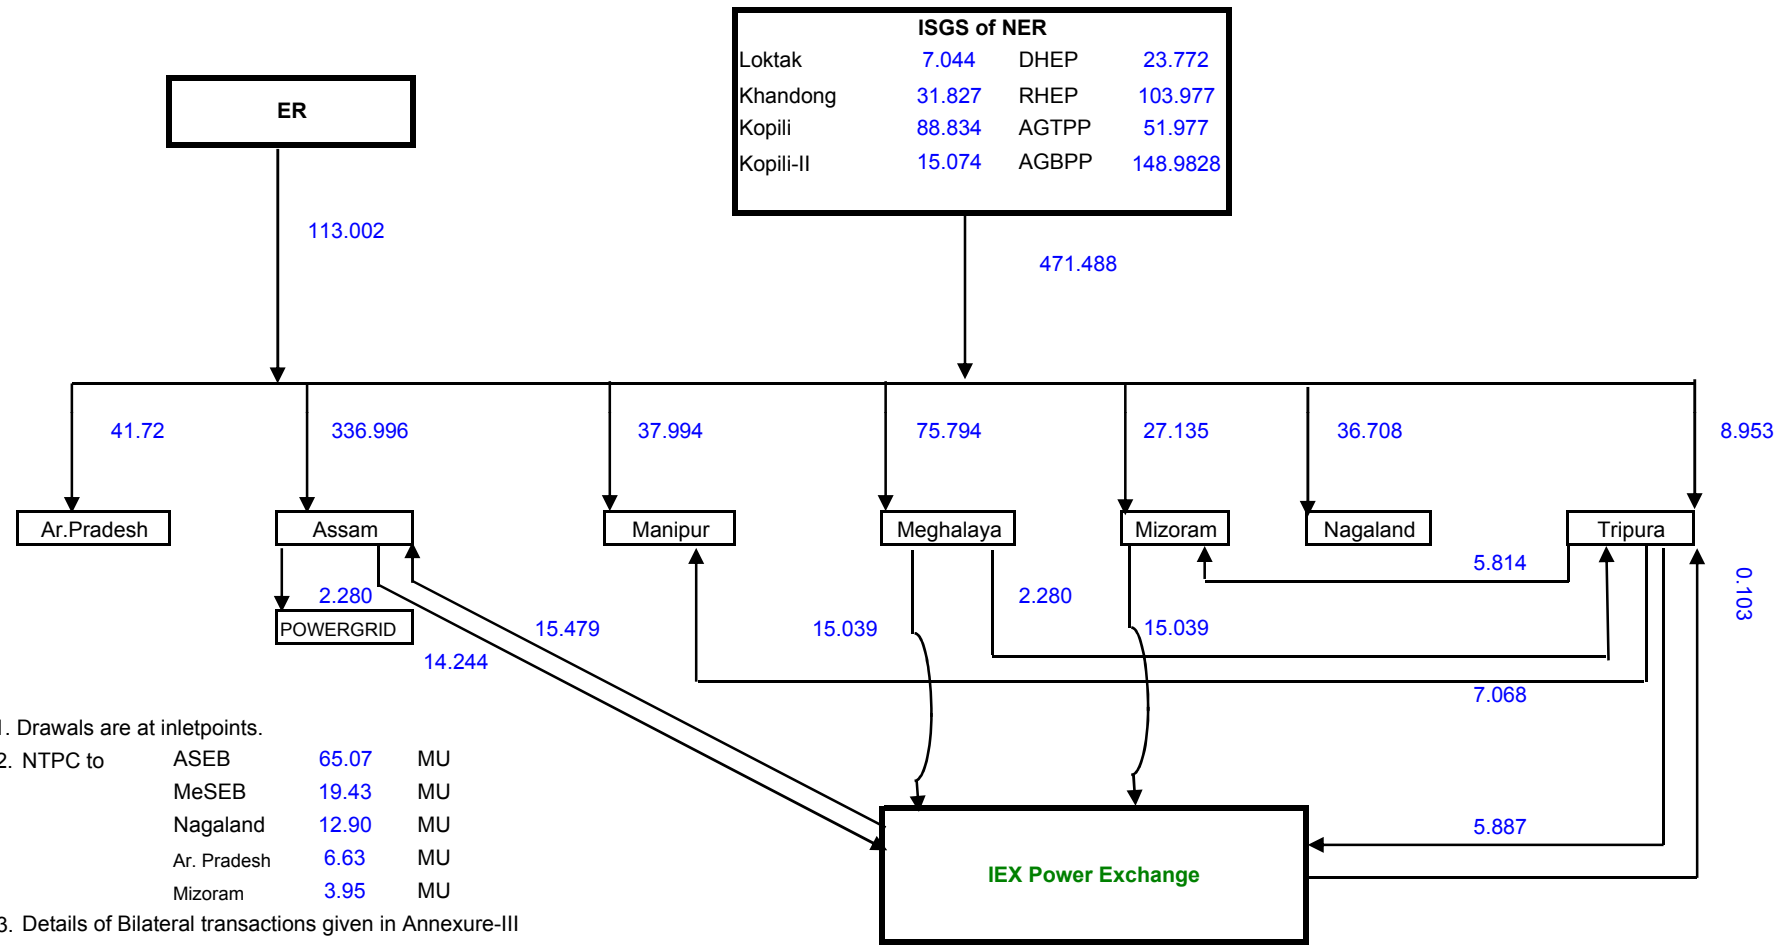 ISGS of NER
Loktak 7.044 DHEP 23.772
Khandong 31.827 RHEP 103.977
Kopili 88.834 AGTPP 51.977
Kopili-II 15.074 AGBPP 148.9828
ER
113.002
471.488
41.72 336.996 37.994 75.794 27.135 36.708 8.953
Ar.Pradesh Assam Manipur Meghalaya Mizoram Nagaland Tripura
5.814
0.103
2.280 2.280
POWERGRID 15.479 15.039 15.039
14.244
7.068
1. Drawals are at inletpoints.
2. NTPC to ASEB 65.07 MU
MeSEB 19.43 MU
Nagaland 12.90 MU
5.887
Ar. Pradesh 6.63 MU
IEX Power Exchange
Mizoram 3.95 MU
3. Details of Bilateral transactions given in Annexure-III